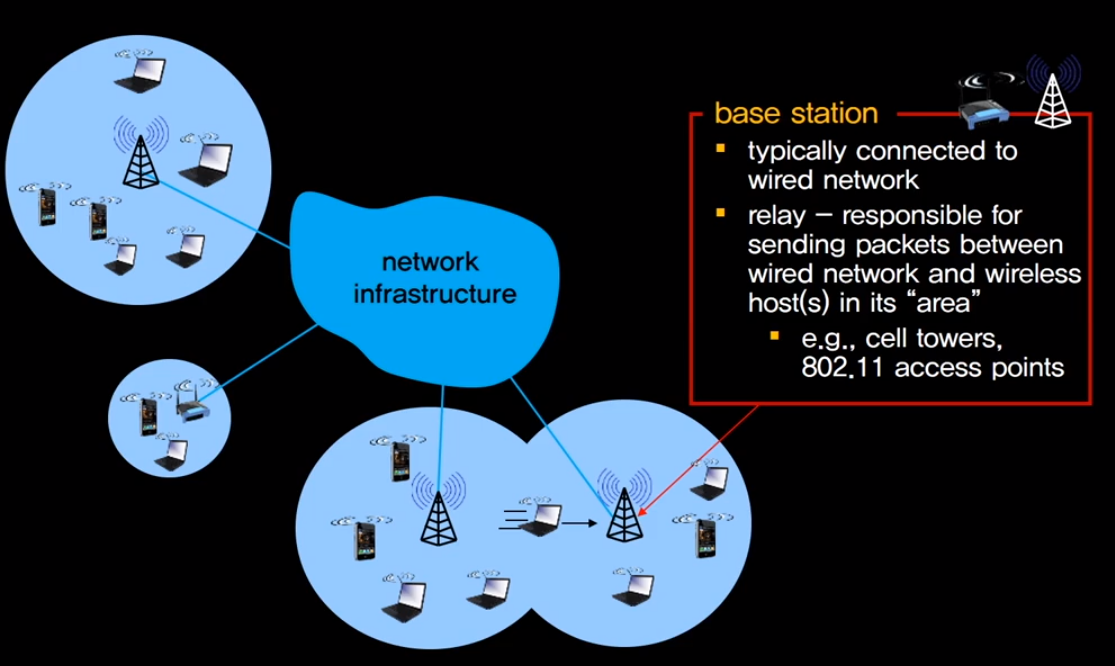 network
infrastructure
base station
typically connected to
wired network
relay – responsible for
sending packets between
wired network and wireless
host(s) in its “area”
e.g., cell towers,
802.11 access points